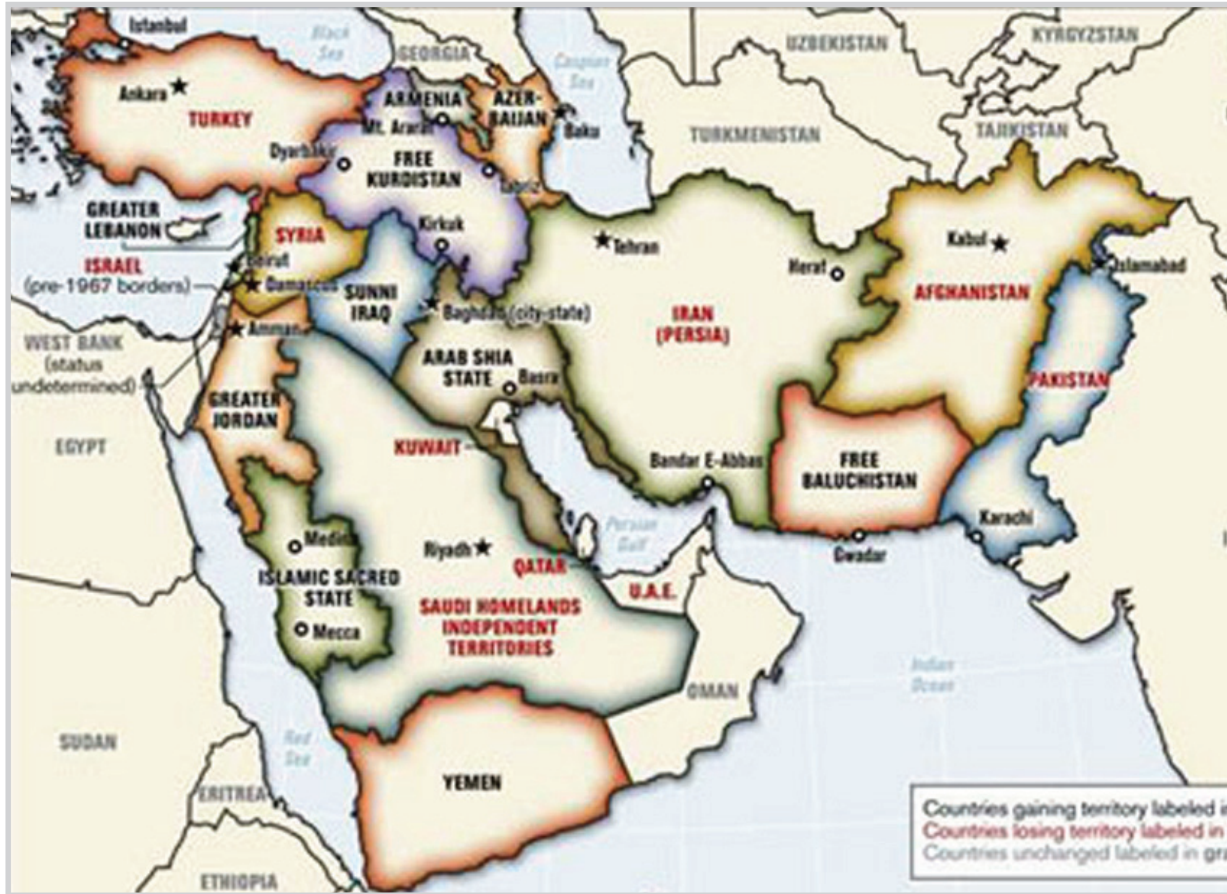 Istanbul
Black
Sea
GEORGIA
Caspian
Sea
UZBEKISTAN
KYRGYZSTAN
Ankara
TURKEY
ARMENIA
AZER-
BAIJAN
Baku
Mt. Ararat
TURKMENISTAN
TAJIKISTAN
Dyarbakir
FREE
KURDISTAN
Tabriz
GREATER
LEBANON
SYRIA
Kirkuk
Tehran
Kabul
Herat
Islamabad
ISRAEL
(pre-1967 borders)
Beirut
Damascus
SUNNI
IRAQ
Baghdad (city-state)
IRAN
(PERSIA)
AFGHANISTAN
WEST BANK
(status
undetermined)
Amman
ARAB SHIA
STATE
Basra
PAKISTAN
GREATER
JORDAN
EGYPT
KUWAIT
Bandar E-Abbas
FREE
BALUCHISTAN
Karachi
Gwadar
Persian
Gulf
Medina
Riyadh
QATAR
U.A.E.
ISLAMIC SACRED
STATE
Mecca
SAUDI HOMELANDS
INDEPENDENT
TERRITORIES
Indian
Ocean
OMAN
SUDAN
Red
Sea
YEMEN
ERITREA
ETHIOPIA
Countries gaining territory labeled
Countries losing territory labeled in
Countries unchanged labeled in